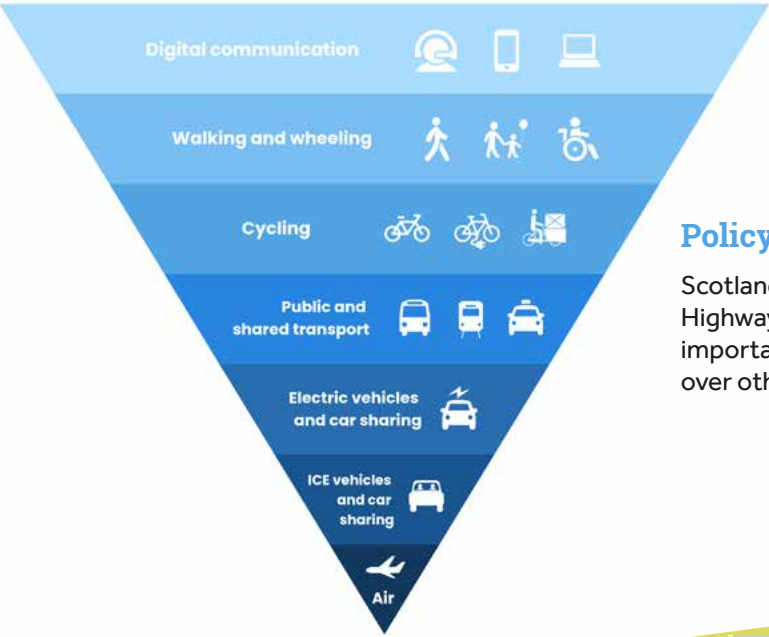 Digital communication
Walking and wheeling
Cycling
Public and
shared transport
Electric vehicles
and car sharing
ICE vehicles
and car
sharing
Air
Policy
Scotland
Highway
importa
over oth